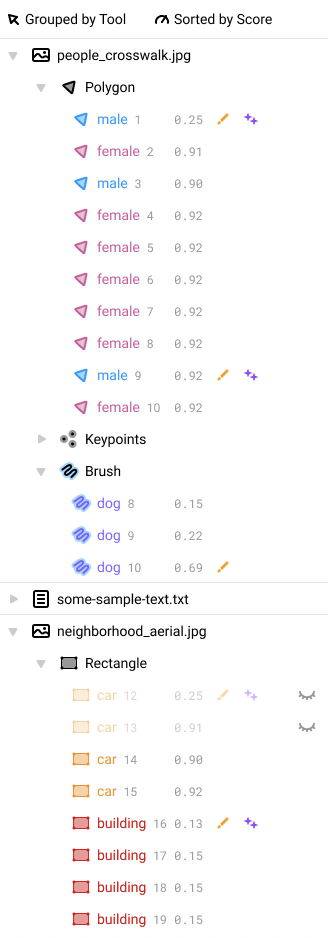 Grouped by Tool Sorted by Score
people_crosswalk.jpg
Polygon
male 1 0.25
female 2 0.91
male 3 0.90
female 4 0.92
female 5 0.92
female 6 0.92
female 7 0.92
female 8 0.92
male 9 0.92
female 10 0.92
Keypoints
Brush
dog 8 0.15
dog 9 0.22
dog 10 0.69
some-sample-text.txt
neighborhood_aerial.jpg
Rectangle
car 12 0.25
car 13 0.91
car 14 0.90
car 15 0.92
building 16 0.13
building 17 0.15
building 18 0.15
building 19 0.15